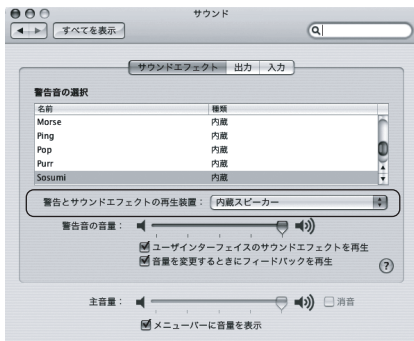 サウンド
すべてを表示
サウンドエフェクト 出力 入力
警告音の選択
名前 種類
Morse 内蔵
Ping 内蔵
Pop 内蔵
Purr 内蔵
Sosumi 内蔵
警告とサウンドエフェクトの再生装置： 内蔵スピーカー
警告音の音量：
ユーザインターフェイスのサウンドエフェクトを再生
音量を変更するときにフィードバックを再生
?
主音量： 消音
メニューバーに音量を表示